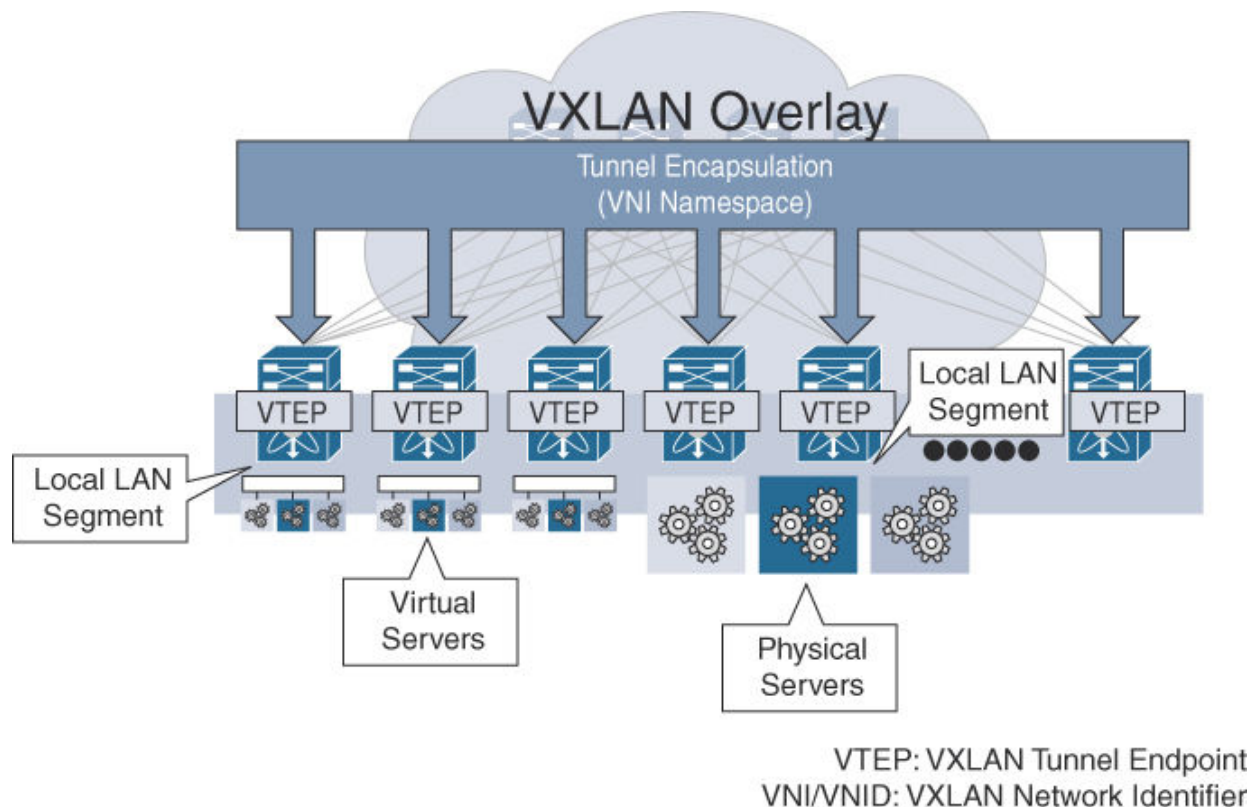 VXLAN Overlay
Tunnel Encapsulation
(VNI Namespace)
VTEP
VTEP
VTEP
VTEP
VTEP
VTEP
Local LAN
Segment
Local LAN
Segment
Virtual
Servers
Physical
Servers
VTEP: VXLAN Tunnel Endpoint
VNI/VNID: VXLAN Network Identifier